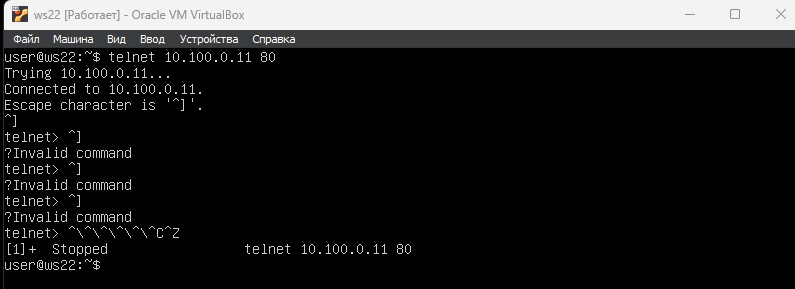 ws22 [Работает] - Oracle VM VirtualBox
Файл Машина Вид Ввод Устройства Справка
user@ws22:~$ telnet 10.100.0.11 80
Trying 10.100.0.11...
Connected to 10.100.0.11.
Escape character is '^]'.
^]
telnet> ^]
?Invalid command
telnet> ^]
?Invalid command
telnet> ^]
?Invalid command
telnet> ^\^\^\^\^\^C^Z
[1]+  Stopped                 telnet 10.100.0.11 80
user@ws22:~$